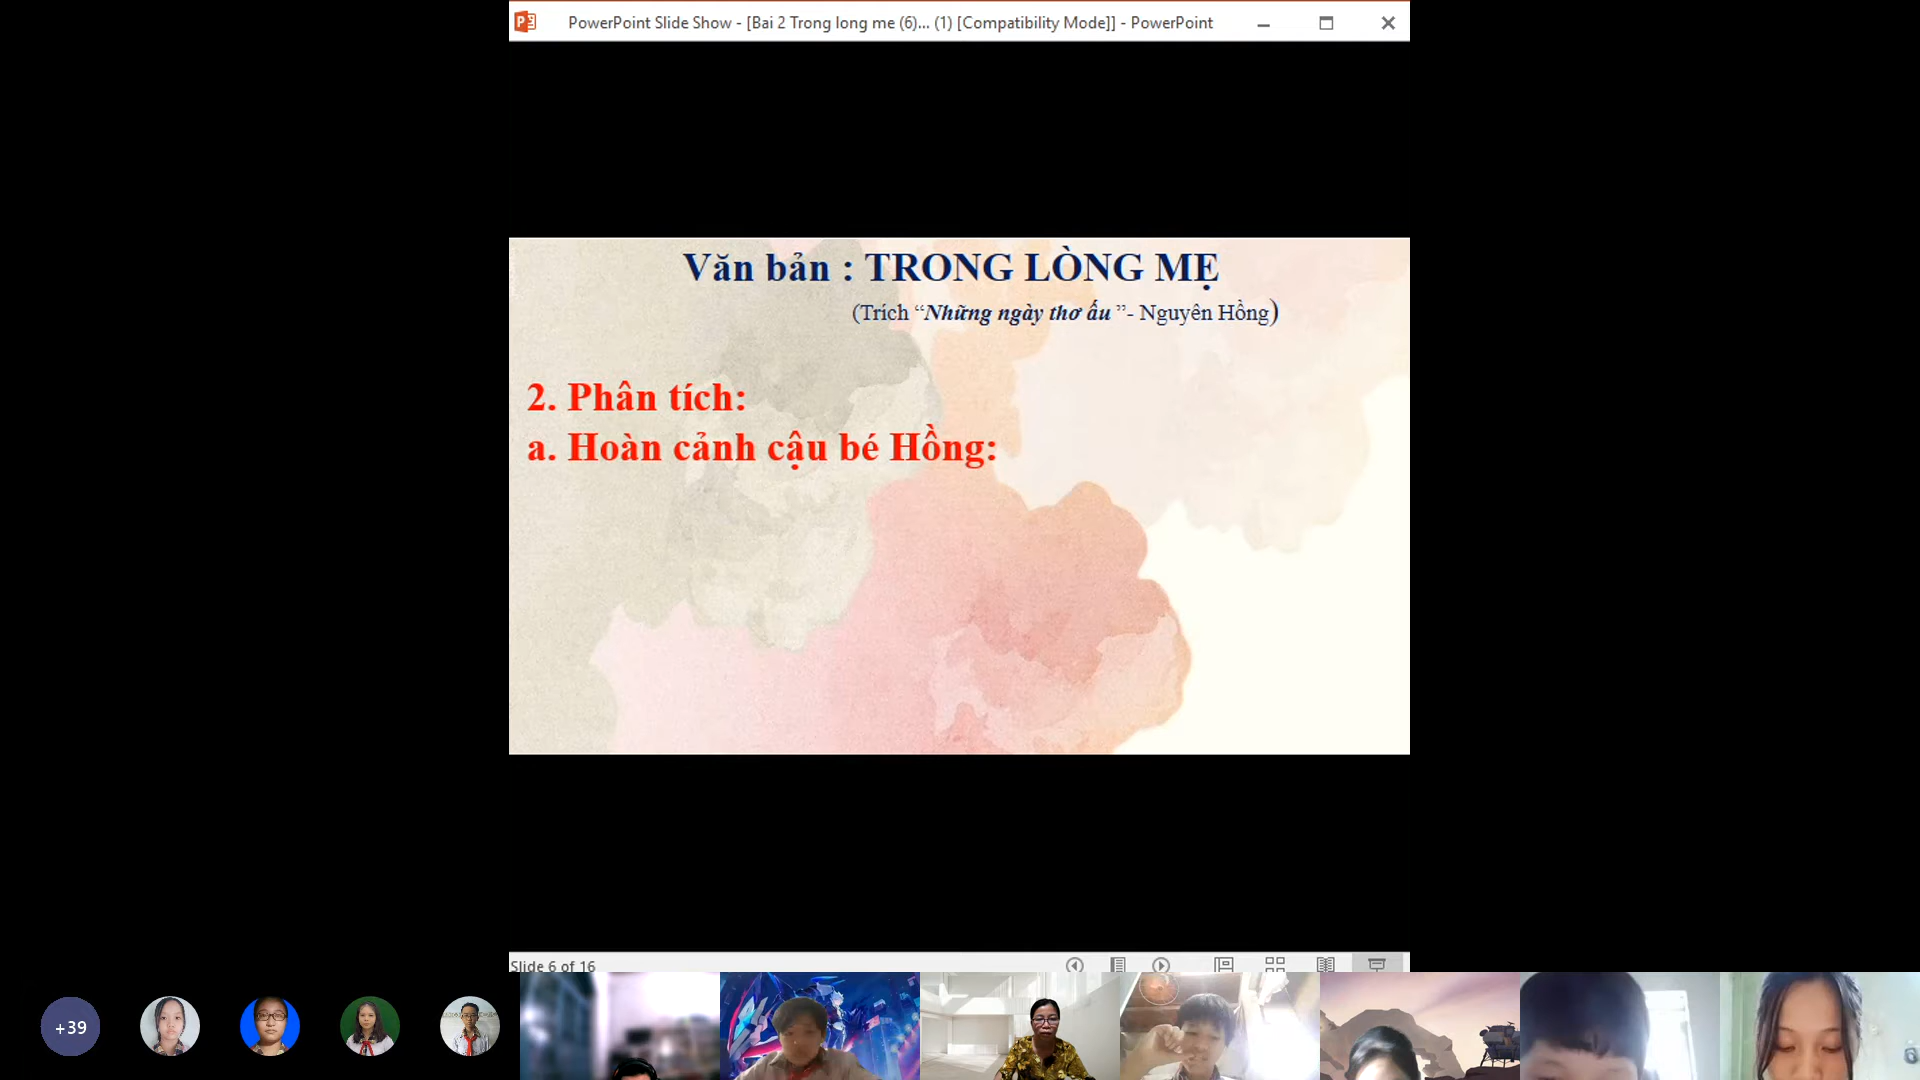 PowerPoint Slide Show - [Bai 2 Trong long me (6)... (1) [Compatibility Mode]] - PowerPoint
Văn bản : TRONG LÒNG MẸ
(Trích “Những ngày thơ ấu ”- Nguyên Hồng)
2. Phân tích:
a. Hoàn cảnh cậu bé Hồng:
Slide 6 of 16
+39